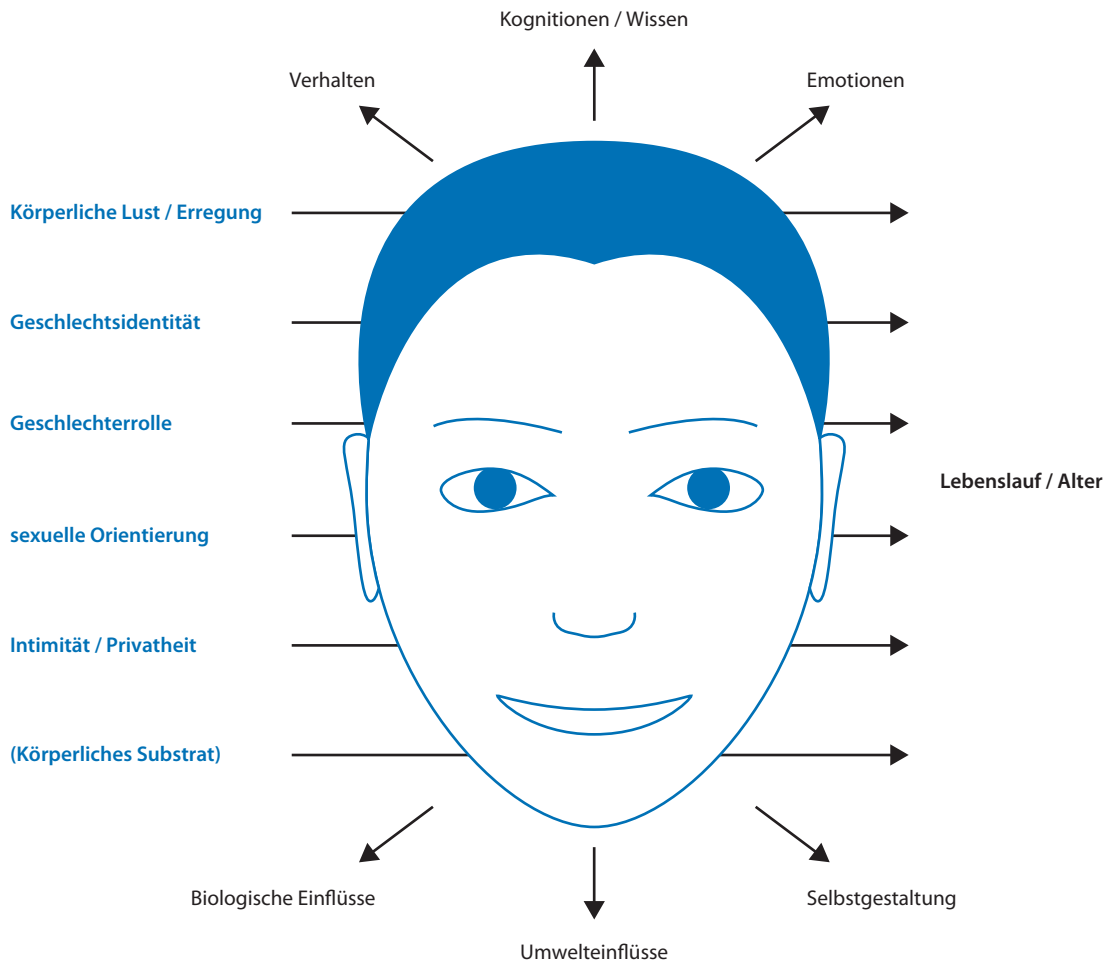 Kognitionen / Wissen
Verhalten
Emotionen
Körperliche Lust / Erregung
Geschlechtsidentität
Geschlechterrolle
Lebenslauf / Alter
sexuelle Orientierung
Intimität / Privatheit
(Körperliches Substrat)
Biologische Einflüsse
Selbstgestaltung
Umwelteinflüsse